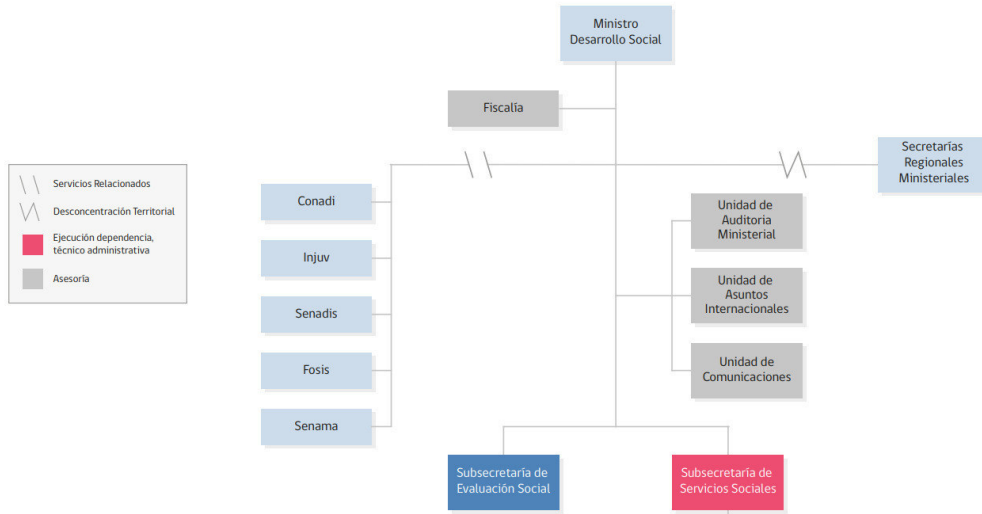 Ministro
Desarrollo Social
Fiscalía
Secretarías
Regionales
Ministeriales
Servicios Relacionados
Desconcentración Territorial
Ejecución dependencia,
técnico administrativa
Asesoría
Conadi
Injuv
Senadis
Fosis
Senama
Unidad de
Auditoria
Ministerial
Unidad de
Asuntos
Internacionales
Unidad de
Comunicaciones
Subsecretaría de
Evaluación Social
Subsecretaría de
Servicios Sociales